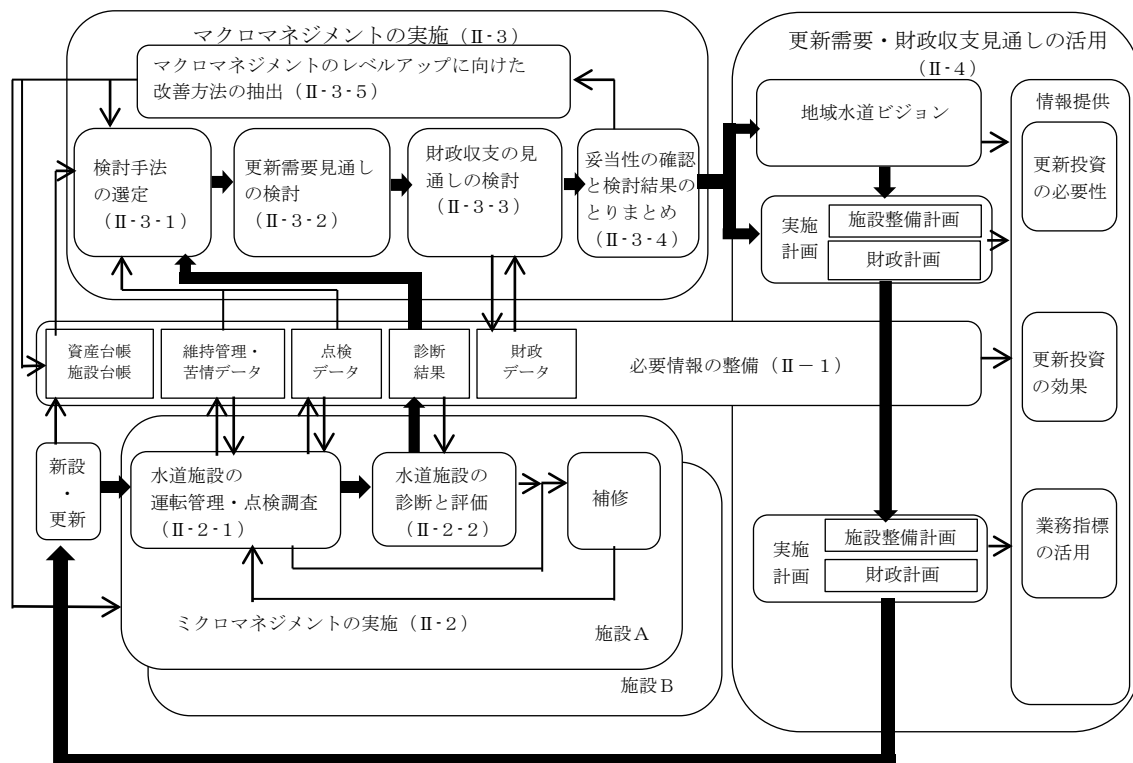 マクロマネジメントの実施（Ⅱ-3）
マクロマネジメントのレベルアップに向けた
改善方法の抽出（Ⅱ-3-5）
検討手法
の選定
（Ⅱ-3-1）
更新需要見通し
の検討
（Ⅱ-3-2）
財政収支の見
通しの検討
（Ⅱ-3-3）
妥当性の確認
と検討結果の
とりまとめ
（Ⅱ-3-4）
更新需要・財政収支見通しの活用
（Ⅱ-4）
地域水道ビジョン
実施
計画
施設整備計画
財政計画
情報提供
更新投資
の必要性
更新投資
の効果
業務指標
の活用
資産台帳
施設台帳
維持管理・
苦情データ
点検
データ
診断
結果
財政
データ
必要情報の整備（Ⅱ－1）
新設
・
更新
水道施設の
運転管理・点検調査
（Ⅱ-2-1）
水道施設の
診断と評価
（Ⅱ-2-2）
補修
ミクロマネジメントの実施（Ⅱ-2）
施設A
施設B
実施
計画
施設整備計画
財政計画